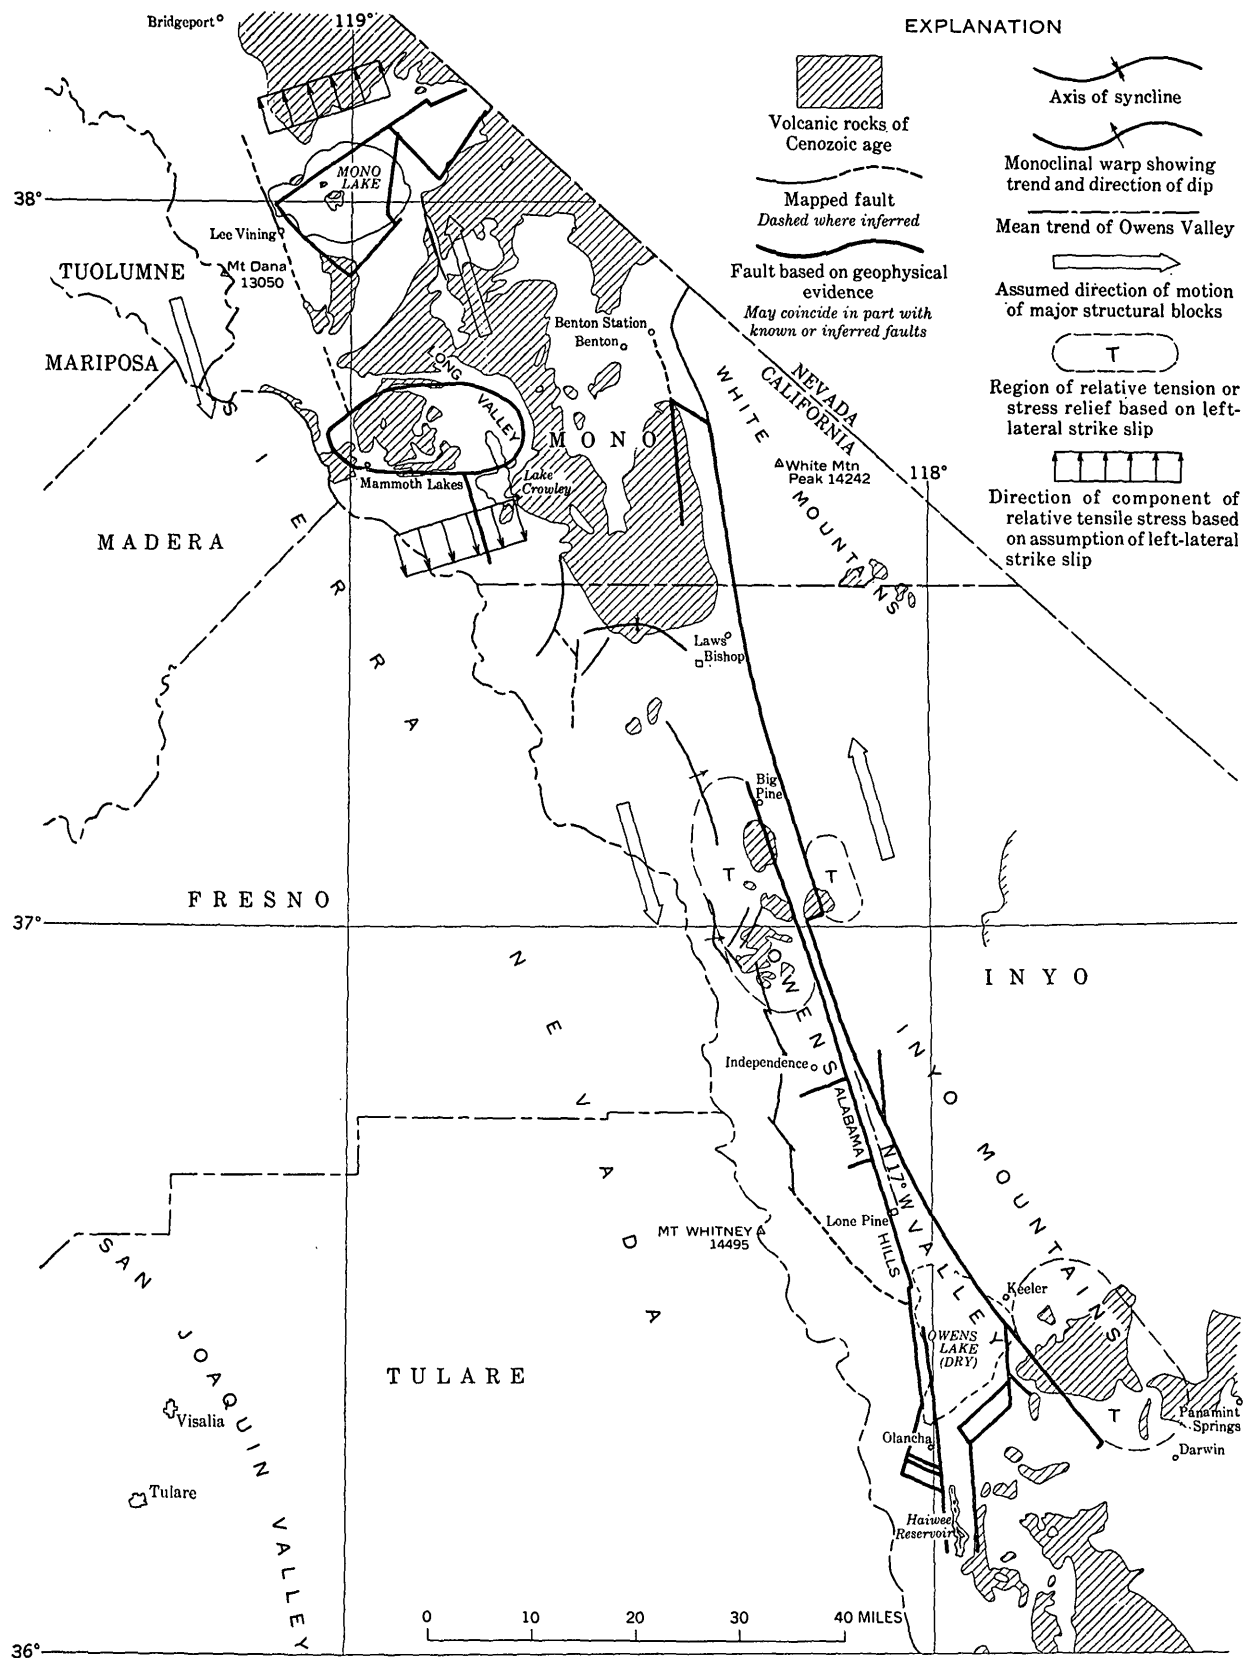 EXPLANATION
Volcanic rocks of
Cenozoic age
Mapped fault
Dashed where inferred
Fault based on geophysical
evidence
May coincide in part with
known or inferred faults
Axis of syncline
Monoclinal warp showing
trend and direction of dip
Mean trend of Owens Valley
Assumed direction of motion
of major structural blocks
T
Region of relative tension or
stress relief based on left-
lateral strike slip
Direction of component of
relative tensile stress based
on assumption of left-lateral
strike slip
Bridgeport
119°
MONO
LAKE
38°
Lee Vining
TUOLUMNE
Mt Dana
13050
MARIPOSA
Benton Station
Benton
LONG
VALLEY
MONO
NEVADA
CALIFORNIA
WHITE
MOUNTAINS
White Mtn
Peak 14242
118°
Mammoth Lakes
Lake
Crowley
MADERA
SIERRA
NEVADA
Laws
Bishop
Big
Pine
T
T
FRESNO
37°
INYO
OWENS
VALLEY
INYO
MOUNTAINS
Independence
ALABAMA
HILLS
N 17° W
Lone Pine
MT WHITNEY
14495
Keeler
OWENS
LAKE
(DRY)
SAN
JOAQUIN
VALLEY
TULARE
T
Panamint
Springs
Darwin
Visalia
Olancha
Tulare
Haiwee
Reservoir
0 10 20 30 40 MILES
36°